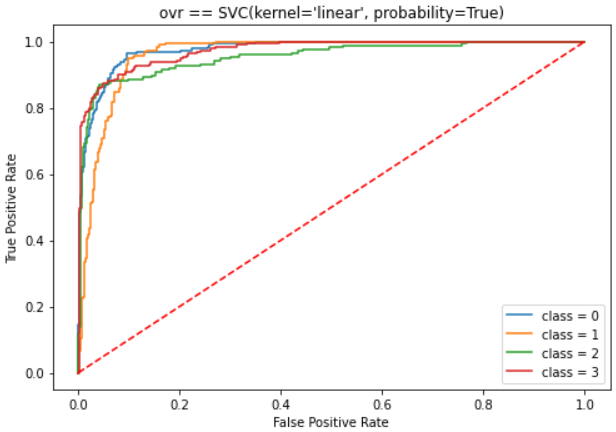 ovr == SVC(kernel='linear', probability=True)
True Positive Rate
1.0
0.8
0.6
0.4
0.2
0.0
class = 0
class = 1
class = 2
class = 3
0.0 0.2 0.4 0.6 0.8 1.0
False Positive Rate